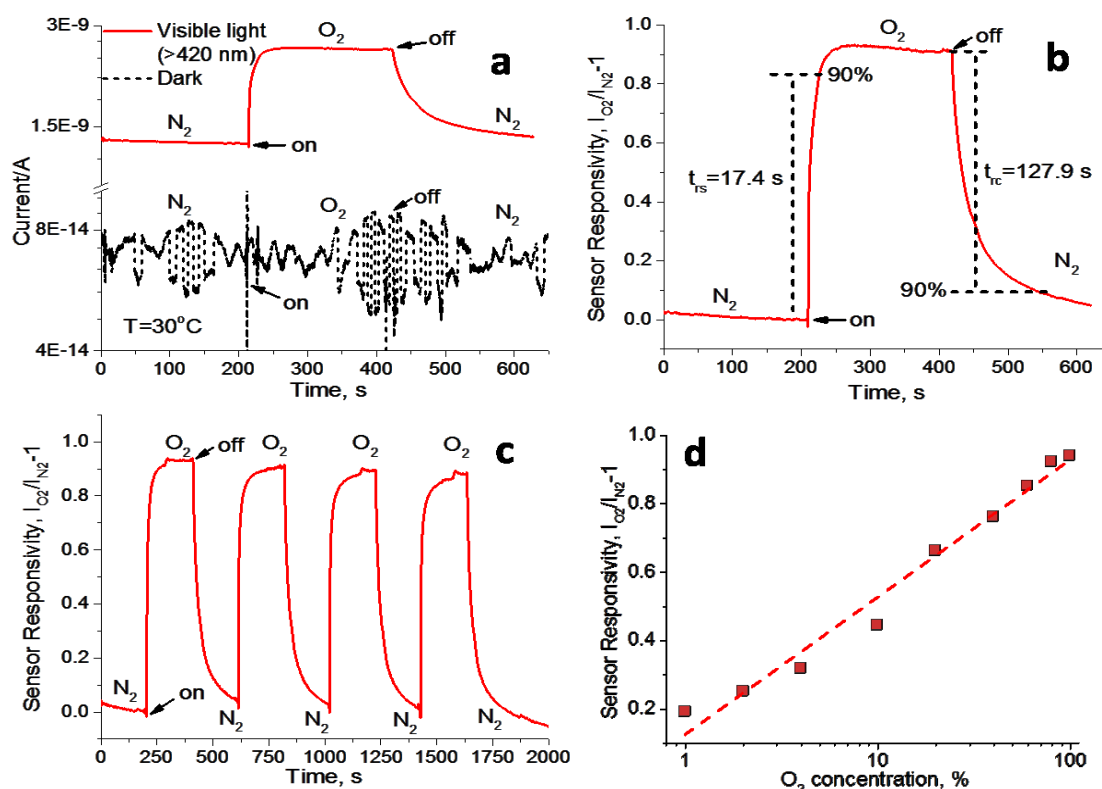 3E-9
1.5E-9
8E-14
4E-14
Current/A
Visible light
(>420 nm)
Dark
O2
off
a
N2
on
N2
N2
O2
off
N2
on
T=30°C
0 100 200 300 400 500 600
Time, s
1.0
0.8
0.6
0.4
0.2
0.0
Sensor Responsivity, IO2/IN2-1
O2
off
b
90%
trs=17.4 s
trc=127.9 s
N2
90%
N2
on
0 100 200 300 400 500 600
Time, s
1.0
0.8
0.6
0.4
0.2
0.0
Sensor Responsivity, IO2/IN2-1
O2
off
O2
O2
O2
c
N2
on
N2
N2
N2
N2
0 250 500 750 1000 1250 1500 1750 2000
Time, s
1.0
0.8
0.6
0.4
0.2
Sensor Responsivity, IO2/IN2-1
d
1 10 100
O2 concentration, %